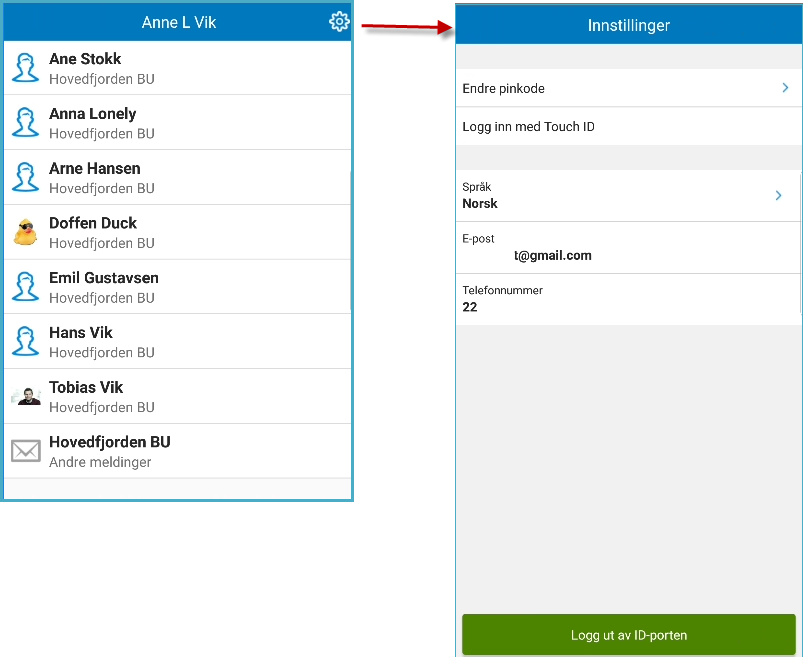 Anne L Vik
Ane Stokk
Hovedfjorden BU
Anna Lonely
Hovedfjorden BU
Arne Hansen
Hovedfjorden BU
Doffen Duck
Hovedfjorden BU
Emil Gustavsen
Hovedfjorden BU
Hans Vik
Hovedfjorden BU
Tobias Vik
Hovedfjorden BU
Hovedfjorden BU
Andre meldinger
Innstillinger
Endre pinkode
Logg inn med Touch ID
Språk
Norsk
E-post
t@gmail.com
Telefonnummer
22
Logg ut av ID-porten